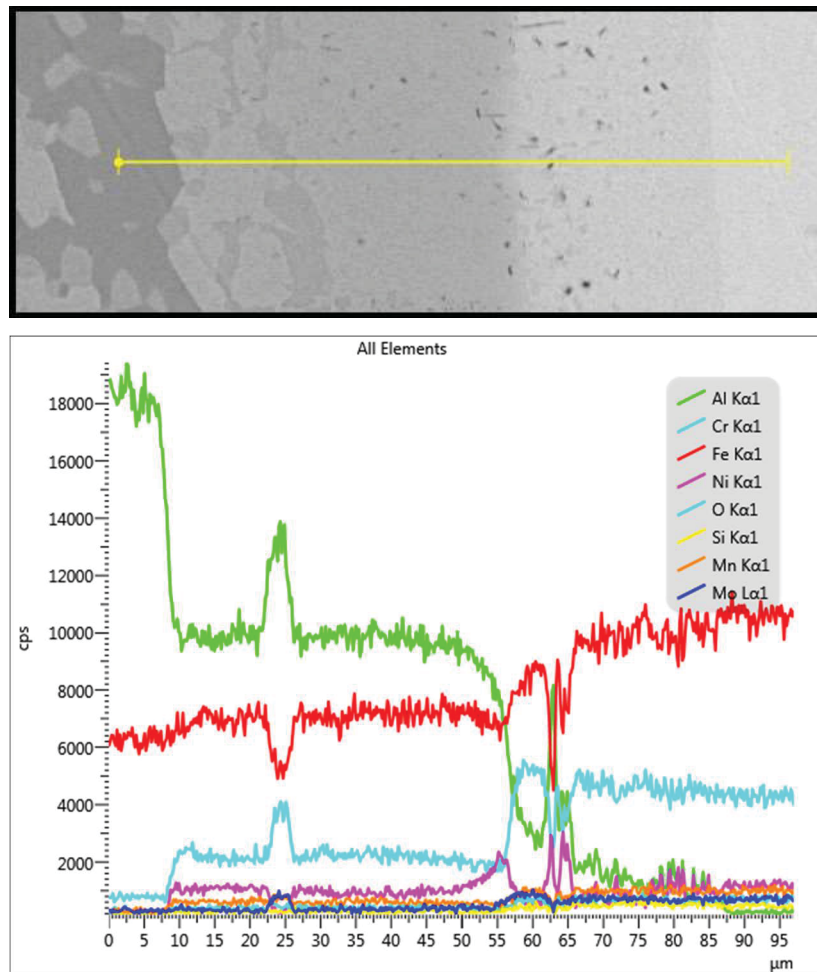 All Elements
18000
16000
14000
12000
10000
8000
6000
4000
2000
0
cps
Al Kα1
Cr Kα1
Fe Kα1
Ni Kα1
O Kα1
Si Kα1
Mn Kα1
Mo Lα1
0 5 10 15 20 25 30 35 40 45 50 55 60 65 70 75 80 85 90 95
µm